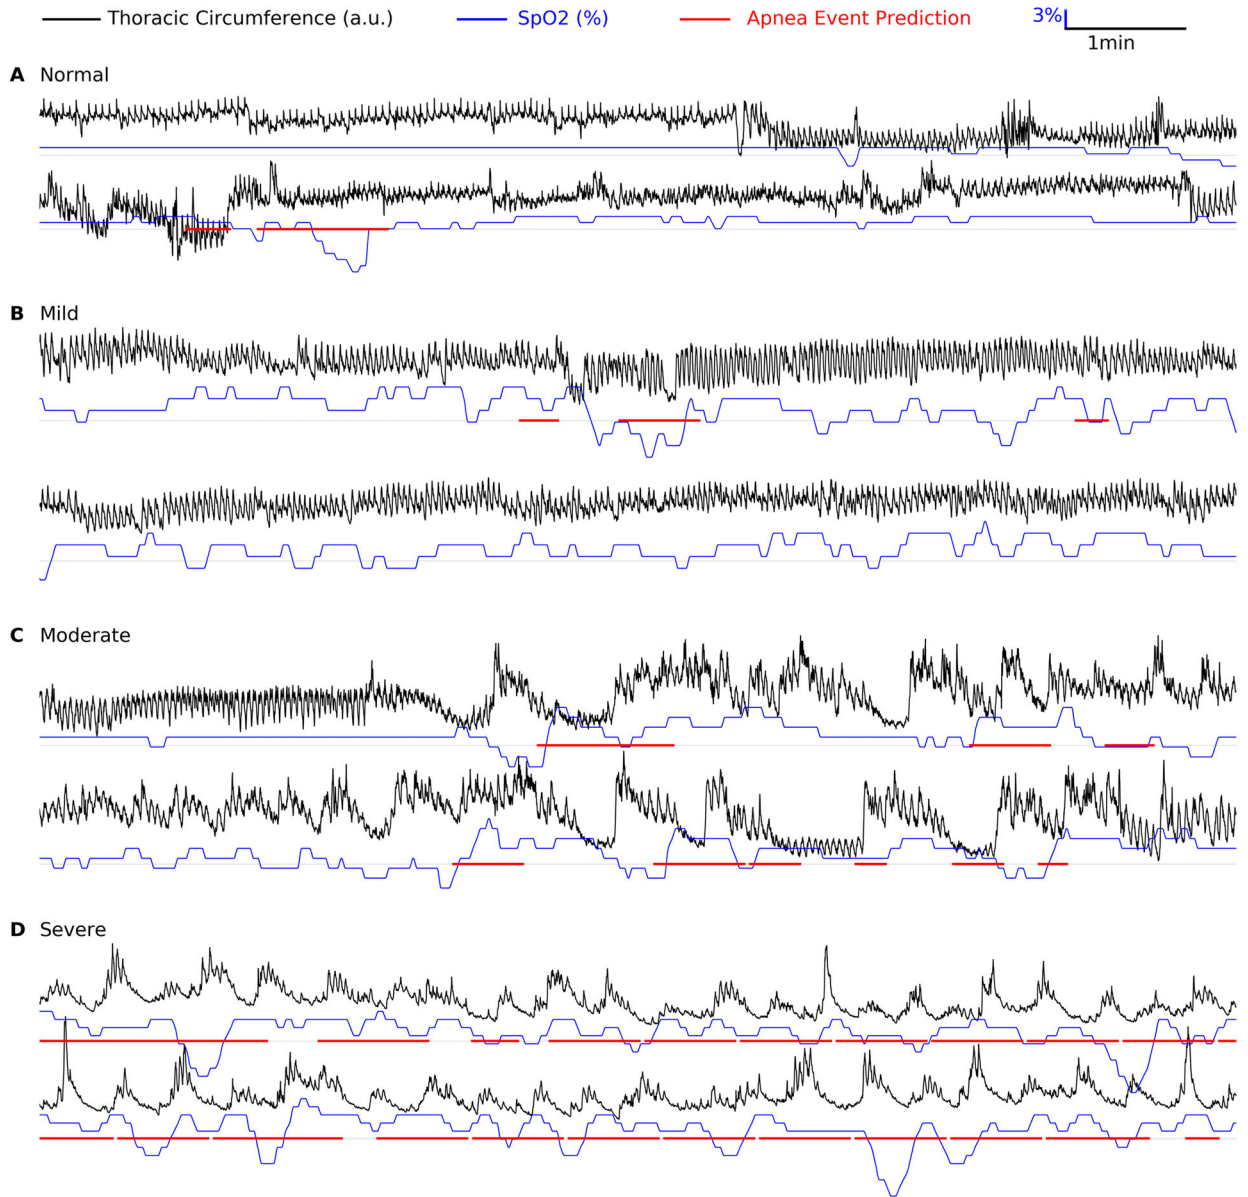 Thoracic Circumference (a.u.) SpO2 (%) Apnea Event Prediction 3%
1min
A Normal
B Mild
C Moderate
D Severe